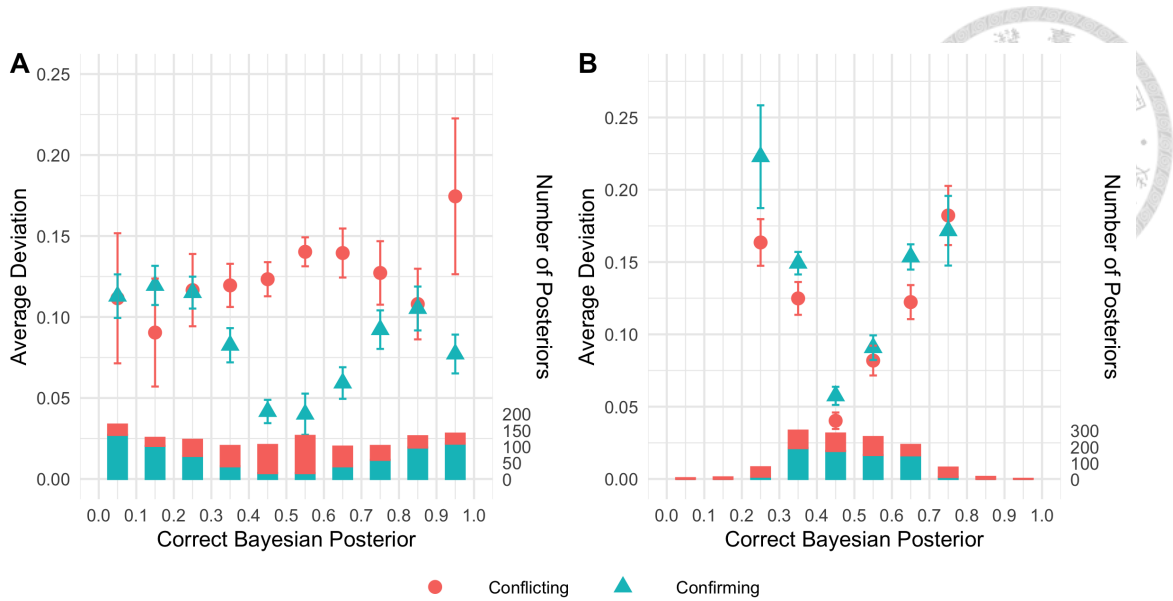 A
B
0.25
0.20
0.15
0.10
0.05
0.00
Average Deviation
Number of Posteriors
200
150
100
50
0
0.0 0.1 0.2 0.3 0.4 0.5 0.6 0.7 0.8 0.9 1.0
Correct Bayesian Posterior
0.25
0.20
0.15
0.10
0.05
0.00
Average Deviation
Number of Posteriors
300
200
100
0
0.0 0.1 0.2 0.3 0.4 0.5 0.6 0.7 0.8 0.9 1.0
Correct Bayesian Posterior
Conflicting Confirming